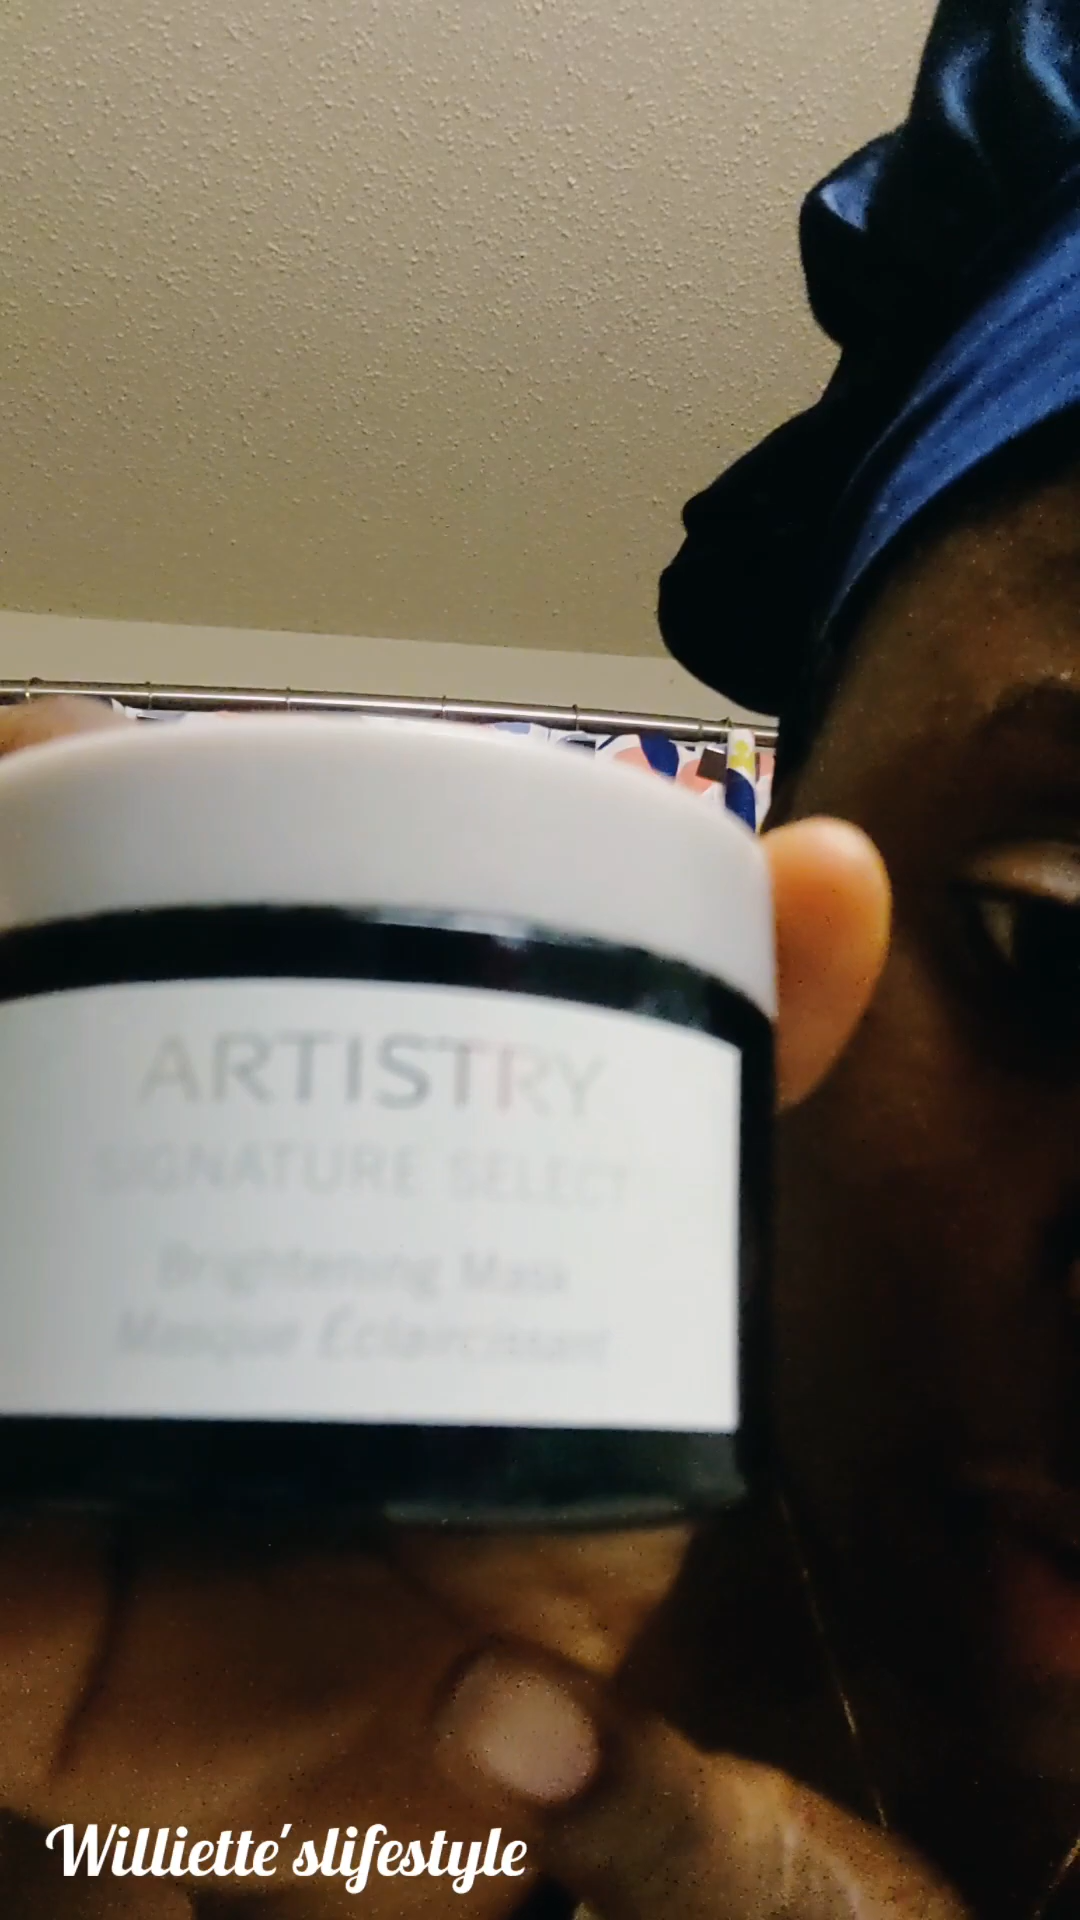 ARTISTRY
SIGNATURE SELECT
Brightening Mask
Masque Éclaircissant
Williette'slifestyle